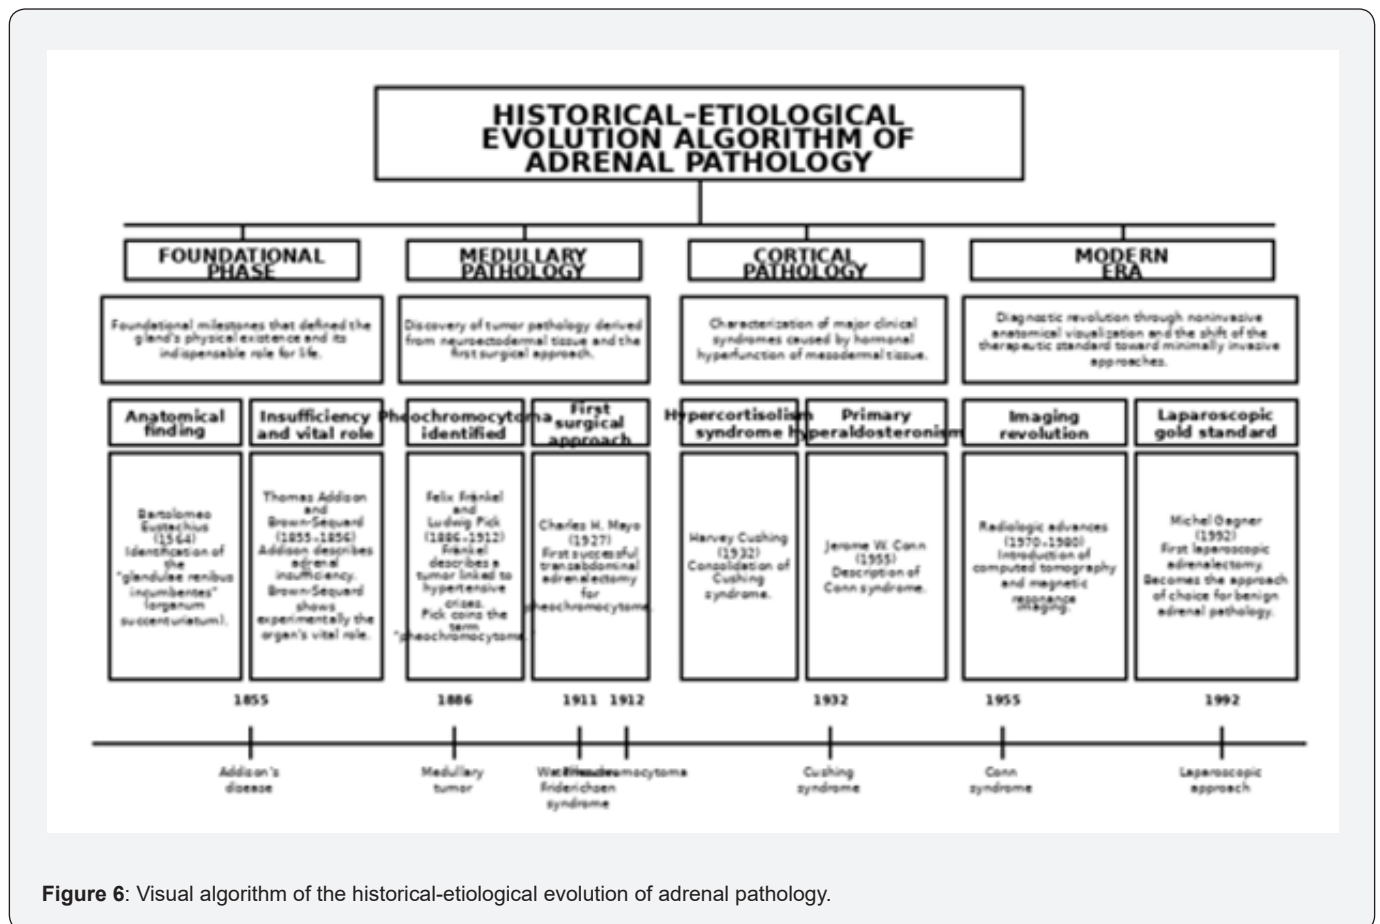 HISTORICAL-ETIOLOGICAL
EVOLUTION ALGORITHM OF
ADRENAL PATHOLOGY
FOUNDATIONAL
PHASE
MEDULLARY
PATHOLOGY
CORTICAL
PATHOLOGY
MODERN
ERA
Foundational milestones that defined the
gland's physical existence and its
indispensable role for life.
Discovery of tumor pathology derived
from neuroectodermal tissue and the
first surgical approach.
Characterization of major clinical
syndromes caused by hormonal
hyperfunction of mesodermal tissue.
Diagnostic revolution through noninvasive
anatomical visualization and the shift of the
therapeutic standard toward minimally invasive
approaches.
Anatomical
finding
Insufficiency
and vital role
Pheochromocytoma
identified
First
surgical
approach
Hypercortisolism
syndrome
Primary
hyperaldosteronism
Imaging
revolution
Laparoscopic
gold standard
Bartolomeo
Eustachius
(1564)
Identification of
the
"glandulae renibus
incumbentes"
(organum
succenturiatum).
Thomas Addison
and
Brown-Sequard
(1855-1856)
Addison describes
adrenal
insufficiency.
Brown-Sequard
shows
experimentally the
organ's vital role.
Felix Fränkel
and
Ludwig Pick
(1886-1912)
Fränkel
describes a
tumor linked to
hypertensive
crises.
Pick coins the
term
"pheochromocytoma."
Charles H. Mayo
(1927)
First successful
transabdominal
adrenalectomy
for
pheochromocytoma.
Harvey Cushing
(1932)
Consolidation of
Cushing
syndrome.
Jerome W. Conn
(1955)
Description of
Conn syndrome.
Radiologic advances
(1970-1980)
Introduction of
computed tomography
and magnetic
resonance
imaging.
Michel Gagner
(1992)
First laparoscopic
adrenalectomy.
Becomes the approach
of choice for benign
adrenal pathology.
1855
1886
1911
1912
1932
1955
1992
Addison's
disease
Medullary
tumor
Friderichsen
syndrome
Pheochromocytoma
Cushing
syndrome
Conn
syndrome
Laparoscopic
approach
Figure 6: Visual algorithm of the historical-etiological evolution of adrenal pathology.